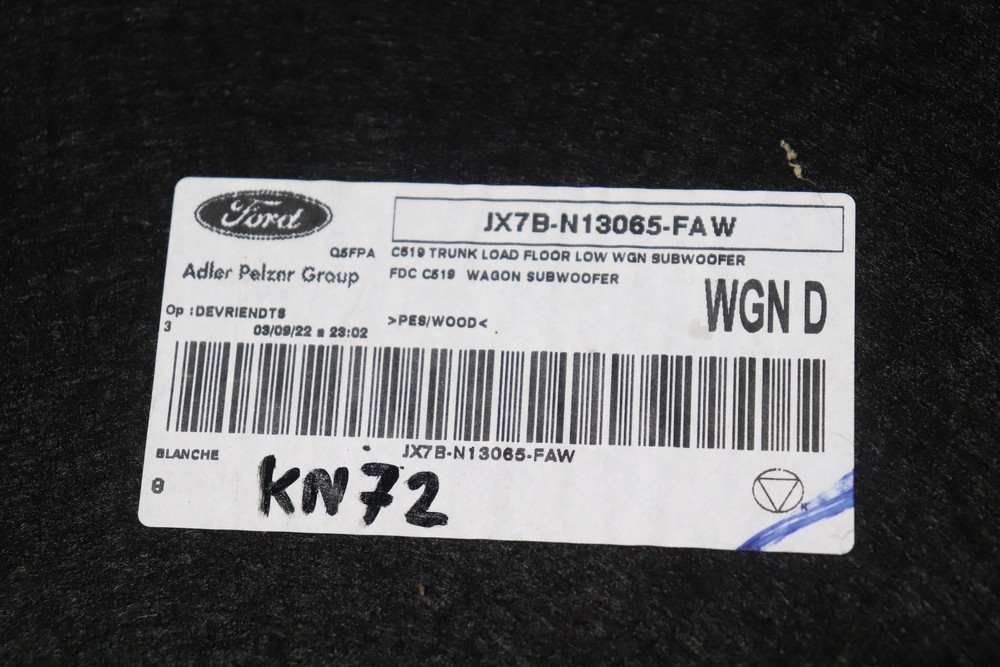 Ford
JX7B-N13065-FAW
Q5FPA
C519 TRUNK LOAD FLOOR LOW WGN SUBWOOFER
Adler Pelzer Group
FDC C519 WAGON SUBWOOFER
WGN D
Op :DEVRIENDTS
3
03/09/22 a 23:02
>PES/WOOD<
JX7B-N13065-FAW
BLANCHE
KN72
8
K